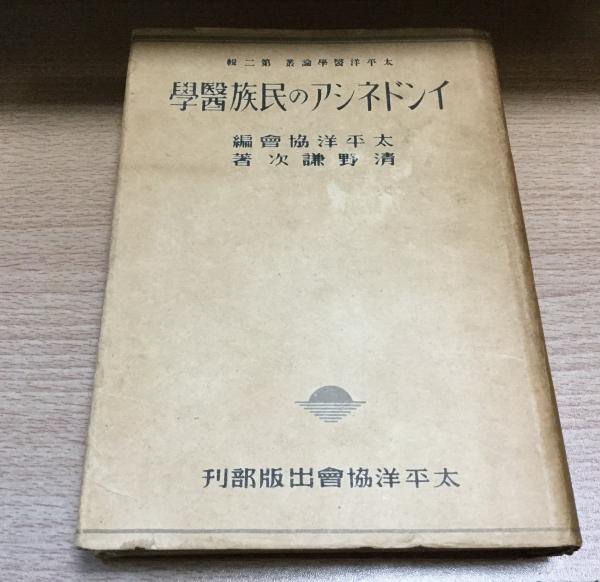 太平洋醫學論叢 第二輯
インドネシアの民族醫學
太平洋協會編
清野謙次著
太平洋協會出版部刊